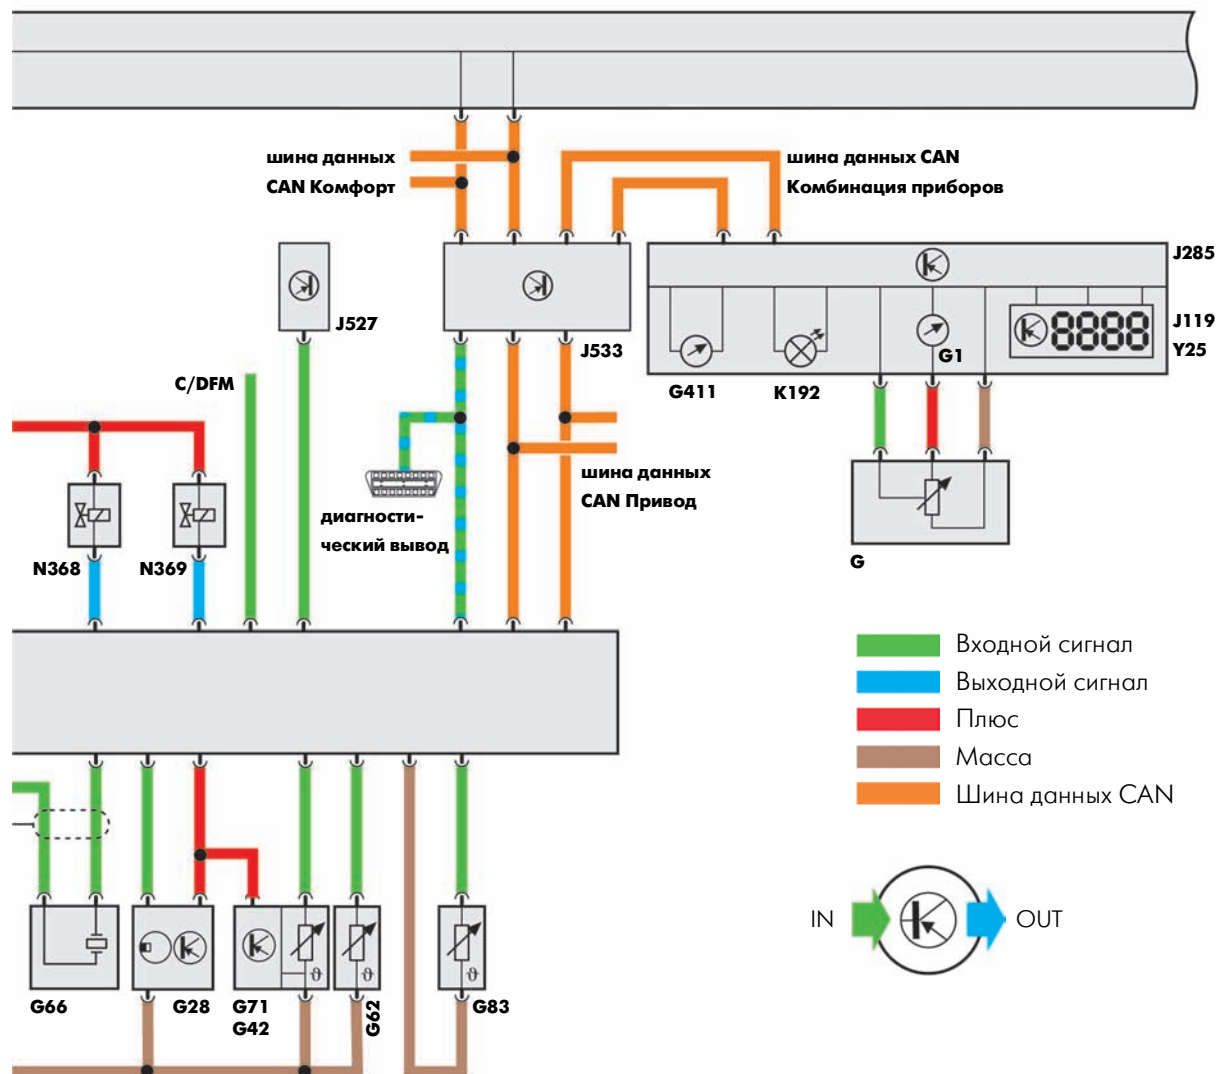 шина данных
CAN Комфорт
шина данных CAN
Комбинация приборов
J285
J527
J533
J119
Y25
G1
G411
K192
C/DFM
8888
шина данных
CAN Привод
диагности-
ческий вывод
N368
N369
G
Входной сигнал
Выходной сигнал
Плюс
Масса
Шина данных CAN
IN
OUT
ϑ
ϑ
ϑ
G66
G28
G71
G42
G62
G83